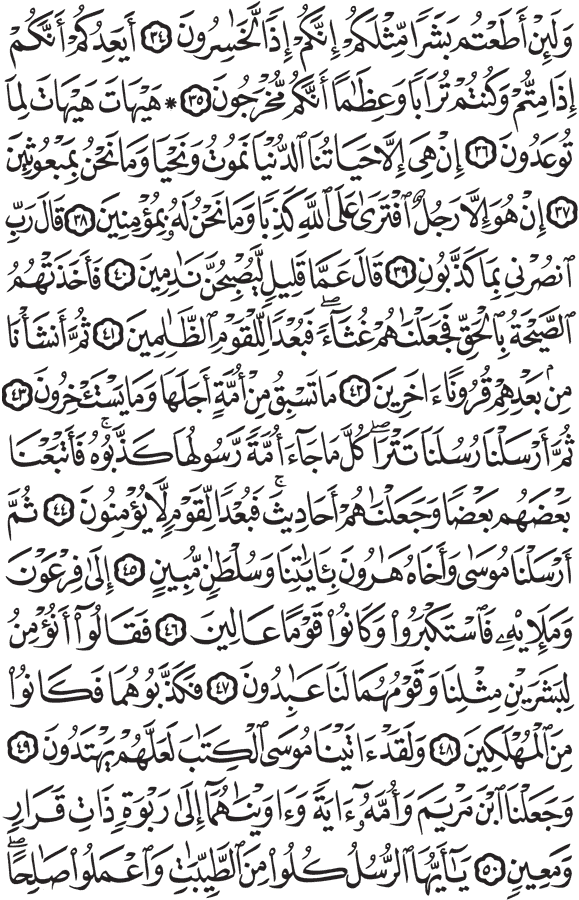 وَلَئِنْ أَطَعْتُم بَشَرًا مِّثْلَكُمْ إِنَّكُمْ إِذًا لَّخَٰسِرُونَ ٣٤ أَيَعِدُكُمْ أَنَّكُمْ
إِذَا مِتُّمْ وَكُنتُمْ تُرَابًا وَعِظَٰمًا أَنَّكُم مُّخْرَجُونَ ٣٥ * هَيْهَاتَ هَيْهَاتَ لِمَا
تُوعَدُونَ ٣٦ إِنْ هِىَ إِلَّا حَيَاتُنَا ٱلدُّنْيَا نَمُوتُ وَنَحْيَا وَمَا نَحْنُ بِمَبْعُوثِينَ
٣٧ إِنْ هُوَ إِلَّا رَجُلٌ ٱفْتَرَىٰ عَلَى ٱللَّهِ كَذِبًا وَمَا نَحْنُ لَهُۥ بِمُؤْمِنِينَ ٣٨ قَالَ رَبِّ
ٱنصُرْنِى بِمَا كَذَّبُونِ ٣٩ قَالَ عَمَّا قَلِيلٍ لَّيُصْبِحُنَّ نَٰدِمِينَ ٤٠ فَأَخَذَتْهُمُ
ٱلصَّيْحَةُ بِٱلْحَقِّ فَجَعَلْنَٰهُمْ غُثَآءً ۖ فَبُعْدًا لِّلْقَوْمِ ٱلظَّٰلِمِينَ ٤١ ثُمَّ أَنشَأْنَا
مِنۢ بَعْدِهِمْ قُرُونًا ءَاخَرِينَ ٤٢ مَا تَسْبِقُ مِنْ أُمَّةٍ أَجَلَهَا وَمَا يَسْتَـْٔخِرُونَ ٤٣
ثُمَّ أَرْسَلْنَا رُسُلَنَا تَتْرَا ۖ كُلَّ مَا جَآءَ أُمَّةً رَّسُولُهَا كَذَّبُوهُ ۚ فَأَتْبَعْنَا
بَعْضَهُم بَعْضًا وَجَعَلْنَٰهُمْ أَحَادِيثَ ۚ فَبُعْدًا لِّقَوْمٍ لَّا يُؤْمِنُونَ ٤٤ ثُمَّ
أَرْسَلْنَا مُوسَىٰ وَأَخَاهُ هَٰرُونَ بِـَٔايَٰتِنَا وَسُلْطَٰنٍ مُّبِينٍ ٤٥ إِلَىٰ فِرْعَوْنَ
وَمَلَإِي۟هِۦ فَٱسْتَكْبَرُوا۟ وَكَانُوا۟ قَوْمًا عَالِينَ ٤٦ فَقَالُوٓا۟ أَنُؤْمِنُ
لِبَشَرَيْنِ مِثْلِنَا وَقَوْمُهُمَا لَنَا عَٰبِدُونَ ٤٧ فَكَذَّبُوهُمَا فَكَانُوا۟
مِنَ ٱلْمُهْلَكِينَ ٤٨ وَلَقَدْ ءَاتَيْنَا مُوسَى ٱلْكِتَٰبَ لَعَلَّهُمْ يَهْتَدُونَ ٤٩
وَجَعَلْنَا ٱبْنَ مَرْيَمَ وَأُمَّهُۥٓ ءَايَةً وَءَاوَيْنَٰهُمَآ إِلَىٰ رَبْوَةٍ ذَاتِ قَرَارٍ
وَمَعِينٍ ٥٠ يَٰٓأَيُّهَا ٱلرُّسُلُ كُلُوا۟ مِنَ ٱلطَّيِّبَٰتِ وَٱعْمَلُوا۟ صَٰلِحًا ۖ